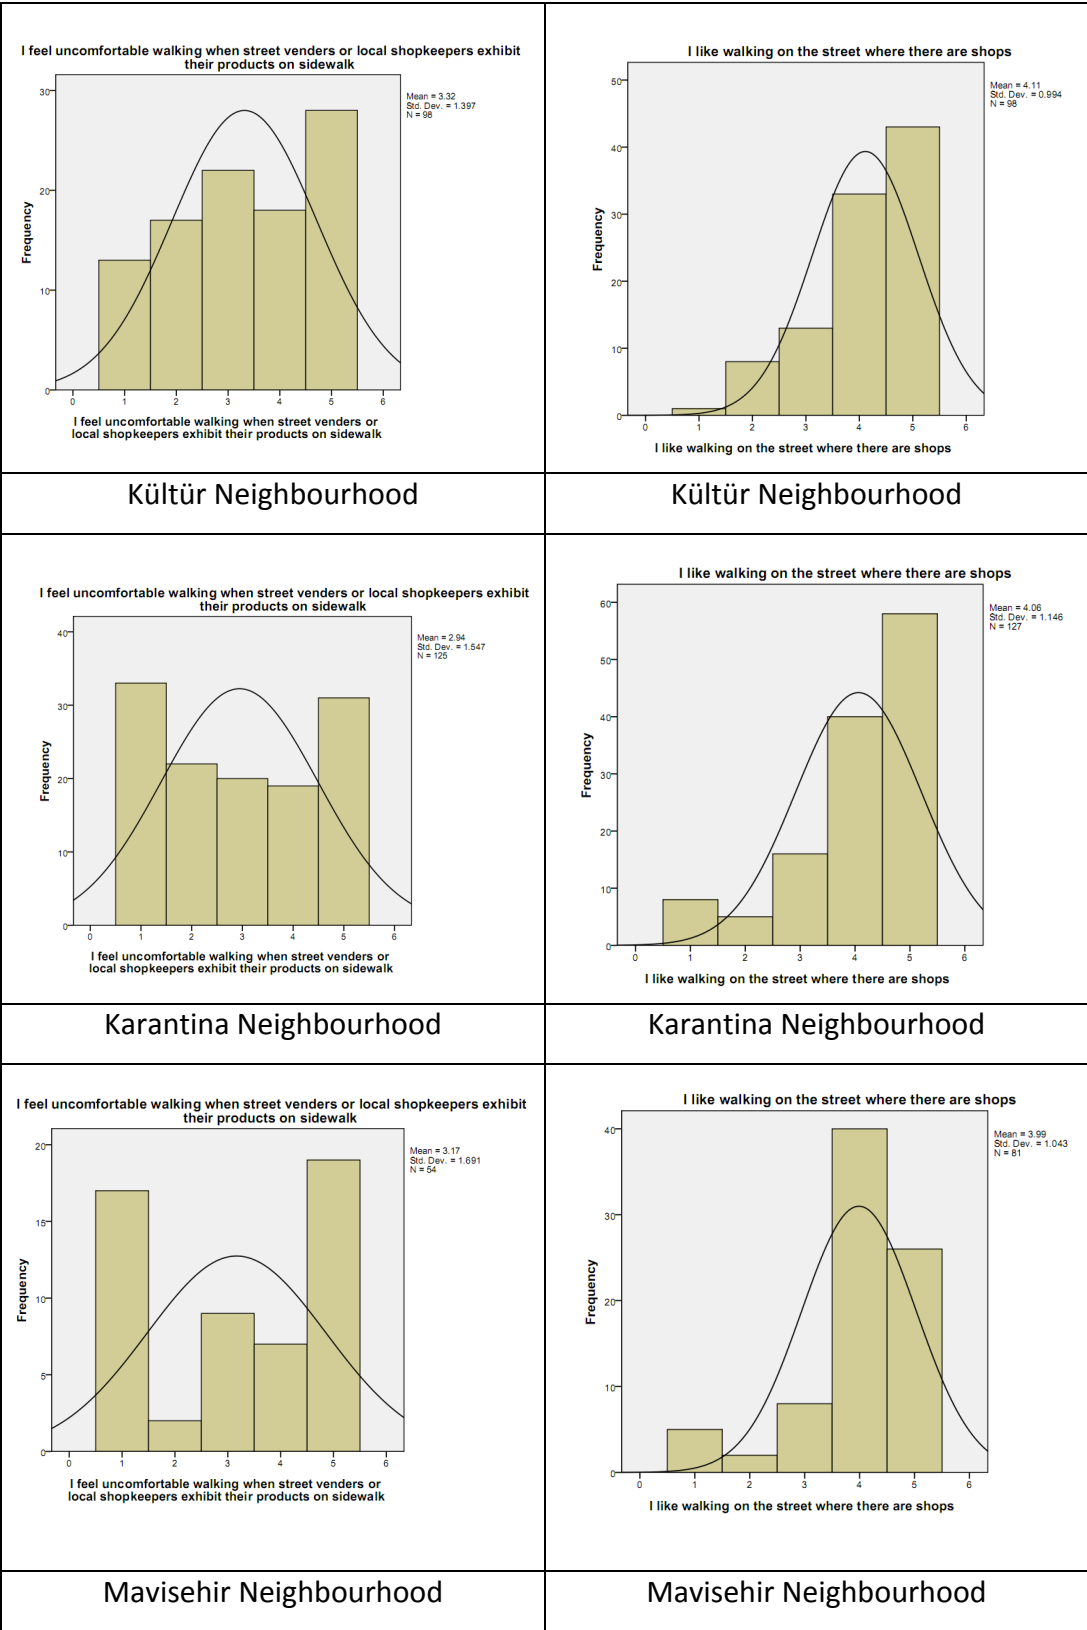 I feel uncomfortable walking when street venders or local shopkeepers exhibit
their products on sidewalk
Mean = 3.32
Std. Dev. = 1.397
N = 98
30
20
10
0
Frequency
0 1 2 3 4 5 6
I feel uncomfortable walking when street venders or
local shopkeepers exhibit their products on sidewalk
I like walking on the street where there are shops
Mean = 4.11
Std. Dev. = 0.994
N = 98
50
40
30
20
10
0
Frequency
0 1 2 3 4 5 6
I like walking on the street where there are shops
Kültür Neighbourhood
Kültür Neighbourhood
I feel uncomfortable walking when street venders or local shopkeepers exhibit
their products on sidewalk
Mean = 2.94
Std. Dev. = 1.547
N = 125
40
30
20
10
0
Frequency
0 1 2 3 4 5 6
I feel uncomfortable walking when street venders or
local shopkeepers exhibit their products on sidewalk
I like walking on the street where there are shops
Mean = 4.06
Std. Dev. = 1.146
N = 127
60
50
40
30
20
10
0
Frequency
0 1 2 3 4 5 6
I like walking on the street where there are shops
Karantina Neighbourhood
Karantina Neighbourhood
I feel uncomfortable walking when street venders or local shopkeepers exhibit
their products on sidewalk
Mean = 3.17
Std. Dev. = 1.691
N = 54
20
15
10
5
0
Frequency
0 1 2 3 4 5 6
I feel uncomfortable walking when street venders or
local shopkeepers exhibit their products on sidewalk
I like walking on the street where there are shops
Mean = 3.99
Std. Dev. = 1.043
N = 81
40
30
20
10
0
Frequency
0 1 2 3 4 5 6
I like walking on the street where there are shops
Mavisehir Neighbourhood
Mavisehir Neighbourhood